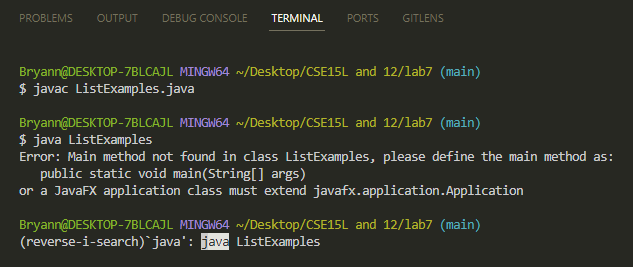 PROBLEMS OUTPUT DEBUG CONSOLE TERMINAL PORTS GITLENS
Bryann@DESKTOP-7BLCAJL MINGW64 ~/Desktop/CSE15L and 12/lab7 (main)
$ javac ListExamples.java
Bryann@DESKTOP-7BLCAJL MINGW64 ~/Desktop/CSE15L and 12/lab7 (main)
$ java ListExamples
Error: Main method not found in class ListExamples, please define the main method as:
   public static void main(String[] args)
or a JavaFX application class must extend javafx.application.Application
Bryann@DESKTOP-7BLCAJL MINGW64 ~/Desktop/CSE15L and 12/lab7 (main)
(reverse-i-search)`java': java ListExamples